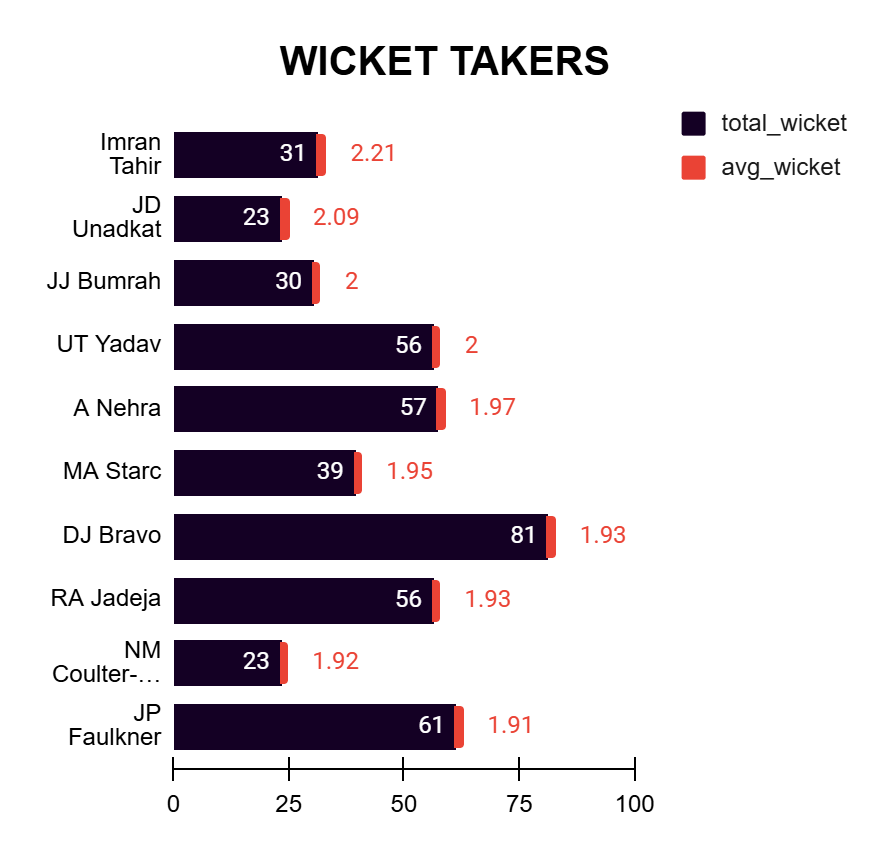 WICKET TAKERS
total_wicket
avg_wicket
Imran
Tahir
31 2.21
JD
Unadkat
23 2.09
JJ Bumrah 30 2
UT Yadav 56 2
A Nehra 57 1.97
MA Starc 39 1.95
DJ Bravo 81 1.93
RA Jadeja 56 1.93
NM
Coulter-…
23 1.92
JP
Faulkner
61 1.91
0 25 50 75 100